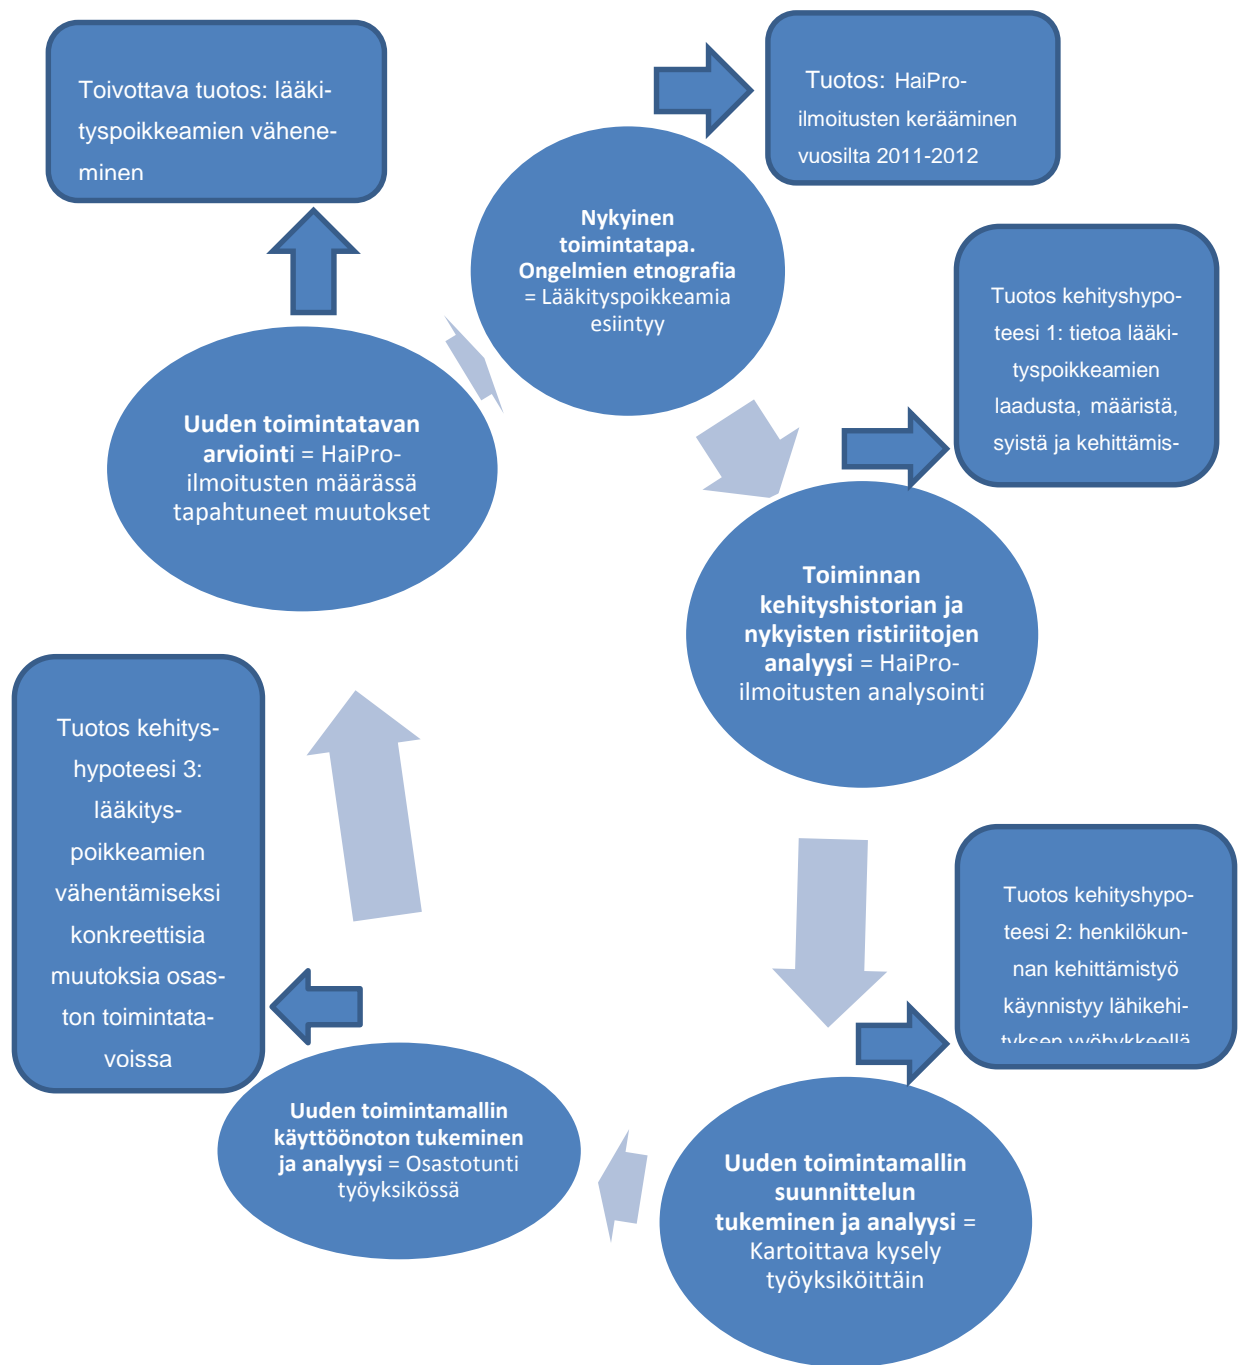 Toivottava tuotos: lääki-
tyspoikkeamien vähene-
minen
Tuotos: HaiPro-
ilmoitusten kerääminen
vuosilta 2011-2012
Nykyinen
toimintatapa.
Ongelmien etnografia
= Lääkityspoikkeamia
esiintyy
Tuotos kehityshypo-
teesi 1: tietoa lääki-
tyspoikkeamien
laadusta, määristä,
syistä ja kehittämis-
Uuden toimintatavan
arviointi = HaiPro-
ilmoitusten määrässä
tapahtuneet muutokset
Toiminnan
kehityshistorian ja
nykyisten ristiriitojen
analyysi = HaiPro-
ilmoitusten analysointi
Tuotos kehitys-
hypoteesi 3:
lääkitys-
poikkeamien
vähentämiseksi
konkreettisia
muutoksia osas-
ton toimintata-
voissa
Tuotos kehityshypo-
teesi 2: henkilökun-
nan kehittämistyö
käynnistyy lähikehi-
tyksen vyöhykkeellä
Uuden toimintamallin
käyttöönoton tukeminen
ja analyysi = Osastotunti
työyksikössä
Uuden toimintamallin
suunnittelun
tukeminen ja analyysi =
Kartoittava kysely
työyksiköittäin